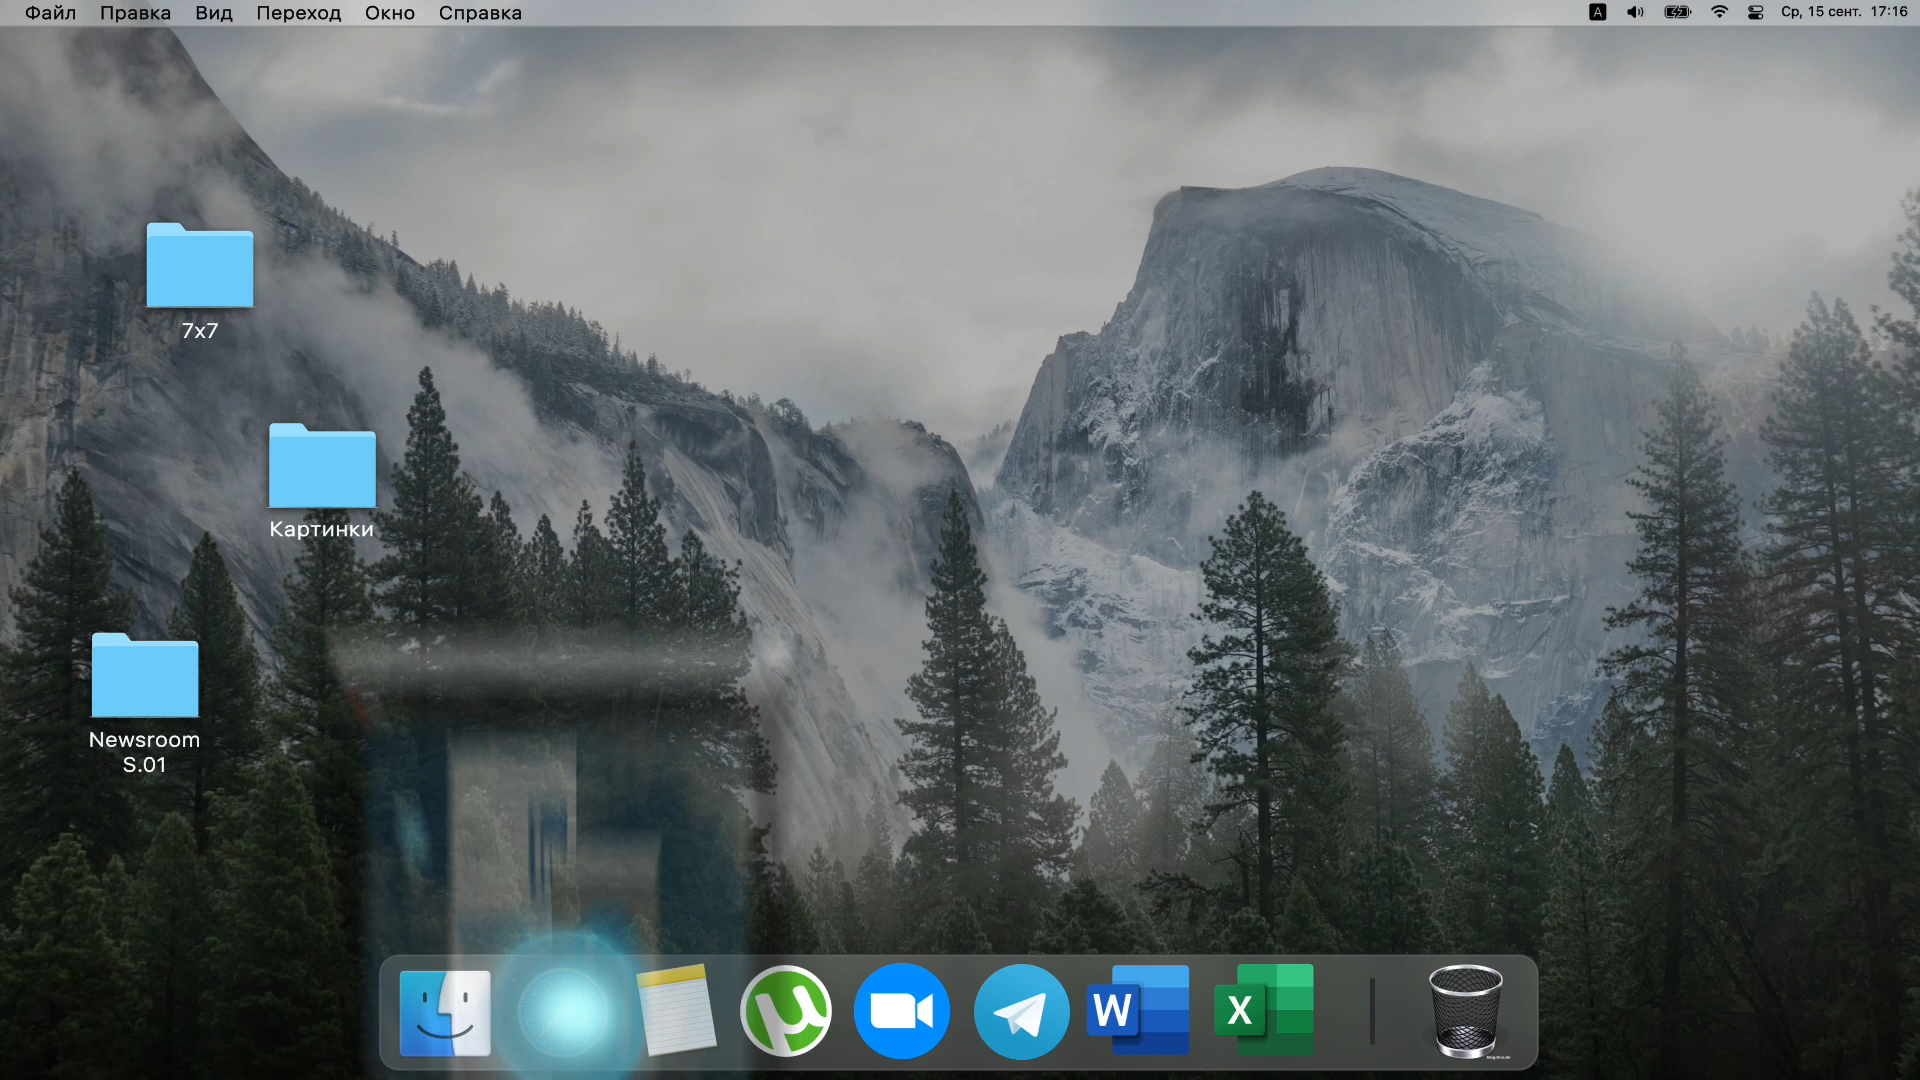 Файл Правка Вид Переход Окно Справка
A Ср, 15 сент. 17:16
7x7
Картинки
Newsroom
S.01
µ
W
X